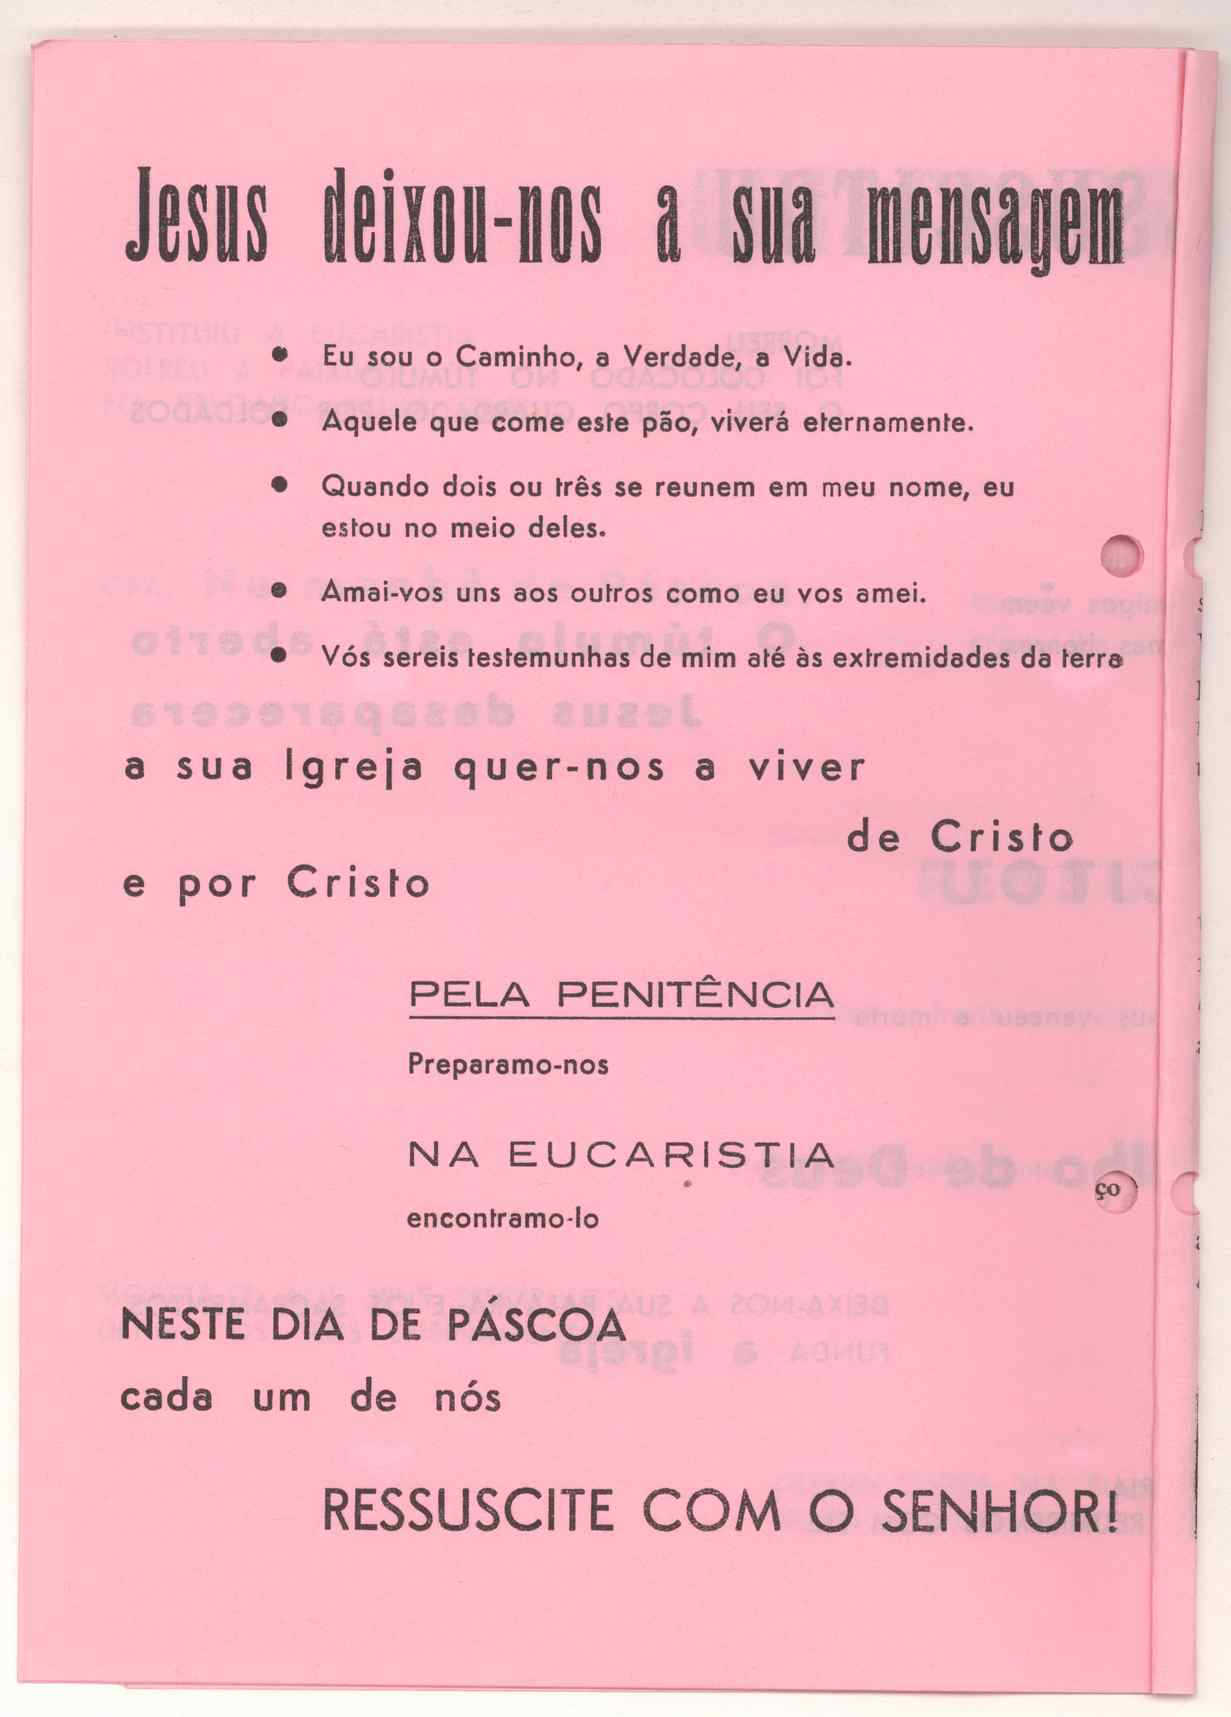 Jesus deixou-nos a sua mensagem
● Eu sou o Caminho, a Verdade, a Vida.
● Aquele que come este pão, viverá eternamente.
● Quando dois ou três se reunem em meu nome, eu
estou no meio deles.
● Amai-vos uns aos outros como eu vos amei.
● Vós sereis testemunhas de mim até às extremidades da terra
a sua Igreja quer-nos a viver
de Cristo
e por Cristo
PELA PENITÊNCIA
Preparamo-nos
NA EUCARISTIA
ço
encontramo-lo
NESTE DIA DE PÁSCOA
cada um de nós
RESSUSCITE COM O SENHOR!